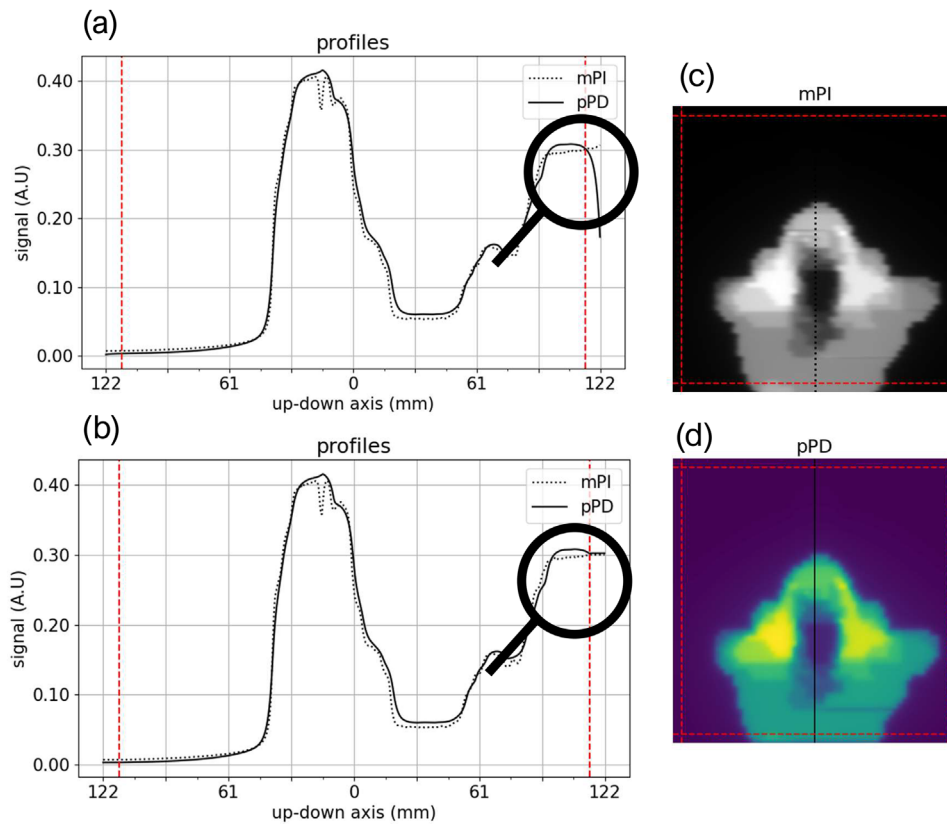 (a)
profiles
mPI
pPD
0.40
0.30
0.20
0.10
0.00
signal (A.U)
122
61
0
61
122
up-down axis (mm)
(b)
profiles
mPI
pPD
0.40
0.30
0.20
0.10
0.00
signal (A.U)
122
61
0
61
122
up-down axis (mm)
(c)
mPI
(d)
pPD